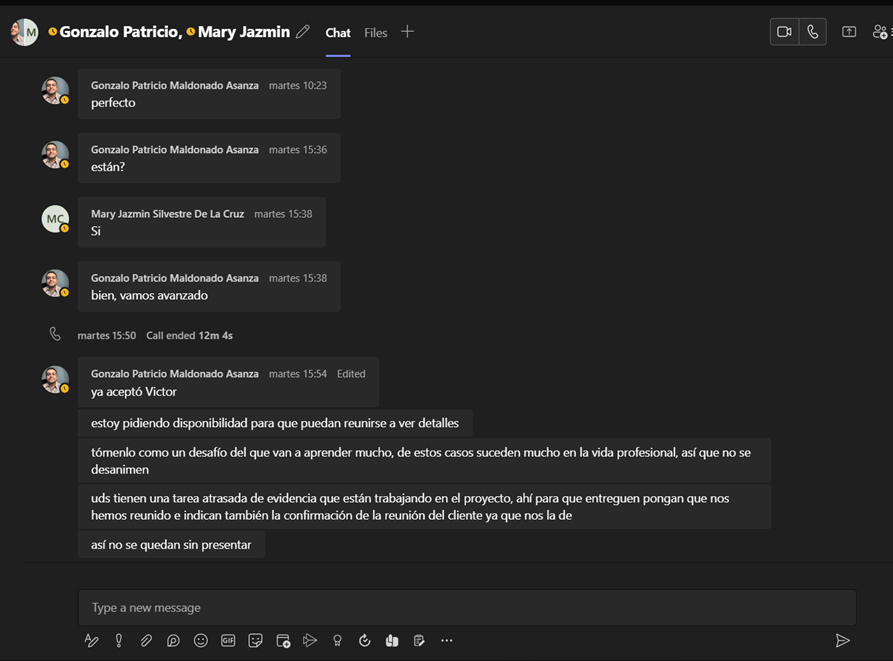 M
Gonzalo Patricio, Mary Jazmin
Chat
Files
Gonzalo Patricio Maldonado Asanza martes 10:23
perfecto
Gonzalo Patricio Maldonado Asanza martes 15:36
están?
MC
Mary Jazmin Silvestre De La Cruz martes 15:38
Si
Gonzalo Patricio Maldonado Asanza martes 15:38
bien, vamos avanzado
martes 15:50 Call ended 12m 4s
Gonzalo Patricio Maldonado Asanza martes 15:54 Edited
ya aceptó Victor
estoy pidiendo disponibilidad para que puedan reunirse a ver detalles
tómenlo como un desafío del que van a aprender mucho, de estos casos suceden mucho en la vida profesional, así que no se
desanimen
uds tienen una tarea atrasada de evidencia que están trabajando en el proyecto, ahí para que entreguen pongan que nos
hemos reunido e indican también la confirmación de la reunión del cliente ya que nos la de
así no se quedan sin presentar
Type a new message
GIF